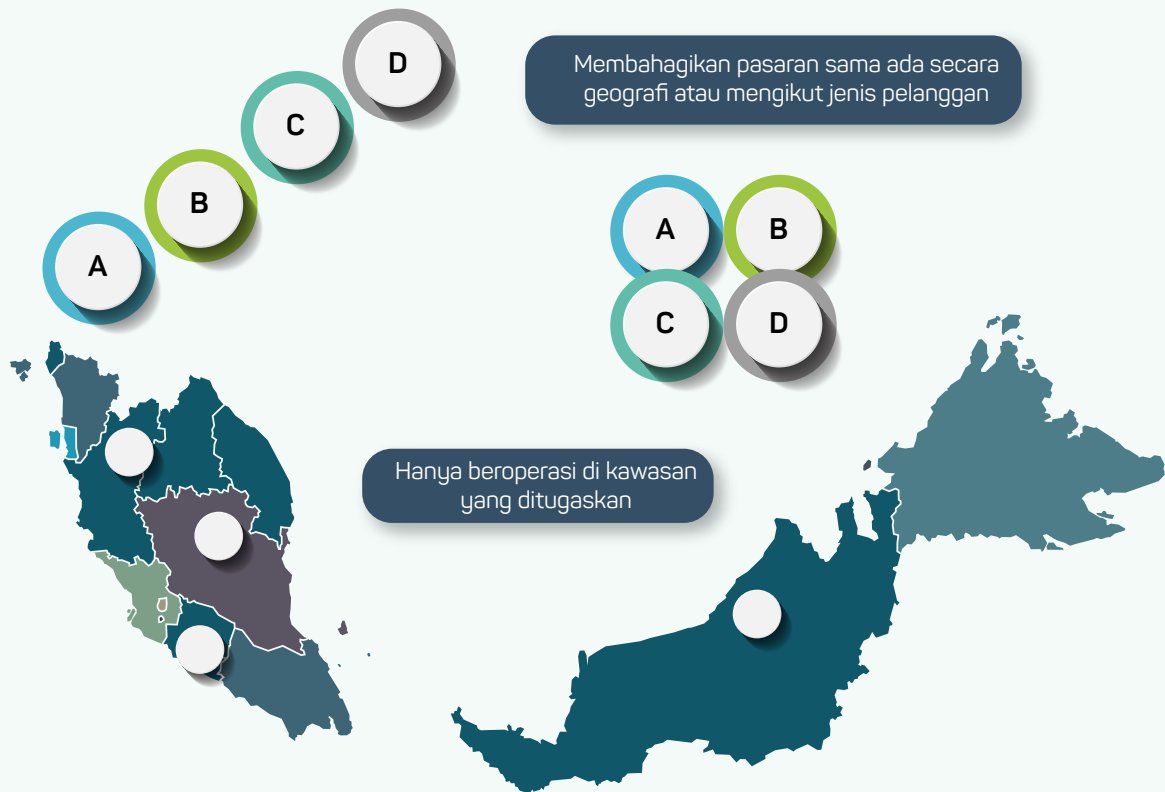 D
C
B
A
Membahagikan pasaran sama ada secara
geografi atau mengikut jenis pelanggan
A
B
C
D
Hanya beroperasi di kawasan
yang ditugaskan